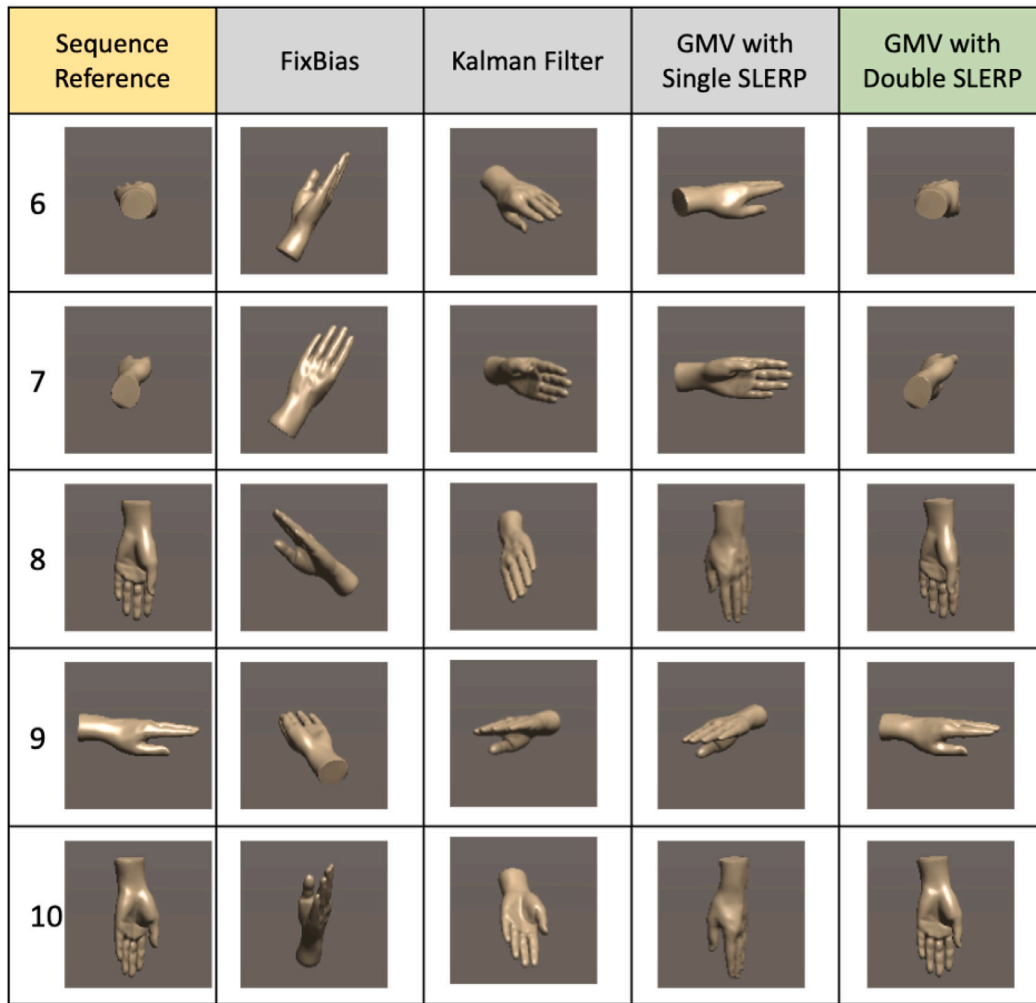 Sequence
Reference
FixBias
Kalman Filter
GMV with
Single SLERP
GMV with
Double SLERP
6
7
8
9
10